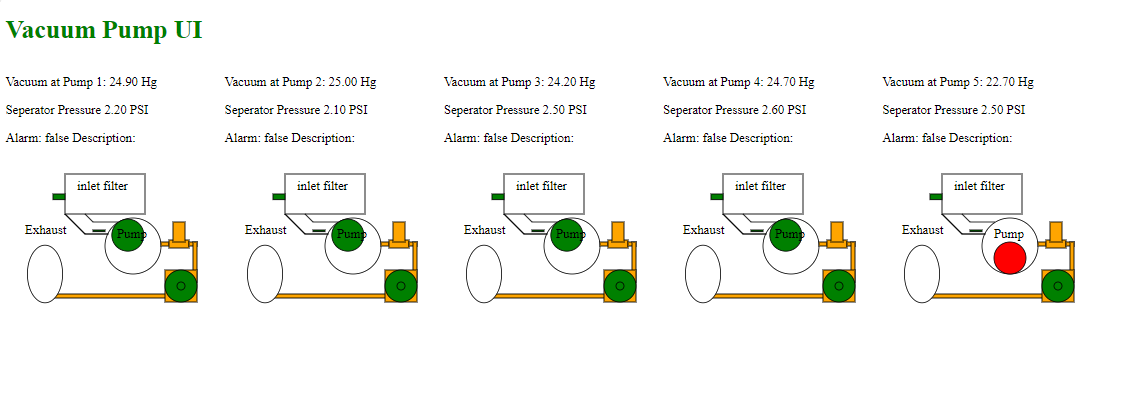 Vacuum Pump UI
Vacuum at Pump 1: 24.90 Hg
Seperator Pressure 2.20 PSI
Alarm: false Description:
inlet filter
Exhaust
Pump
Vacuum at Pump 2: 25.00 Hg
Seperator Pressure 2.10 PSI
Alarm: false Description:
inlet filter
Exhaust
Pump
Vacuum at Pump 3: 24.20 Hg
Seperator Pressure 2.50 PSI
Alarm: false Description:
inlet filter
Exhaust
Pump
Vacuum at Pump 4: 24.70 Hg
Seperator Pressure 2.60 PSI
Alarm: false Description:
inlet filter
Exhaust
Pump
Vacuum at Pump 5: 22.70 Hg
Seperator Pressure 2.50 PSI
Alarm: false Description:
inlet filter
Exhaust
Pump